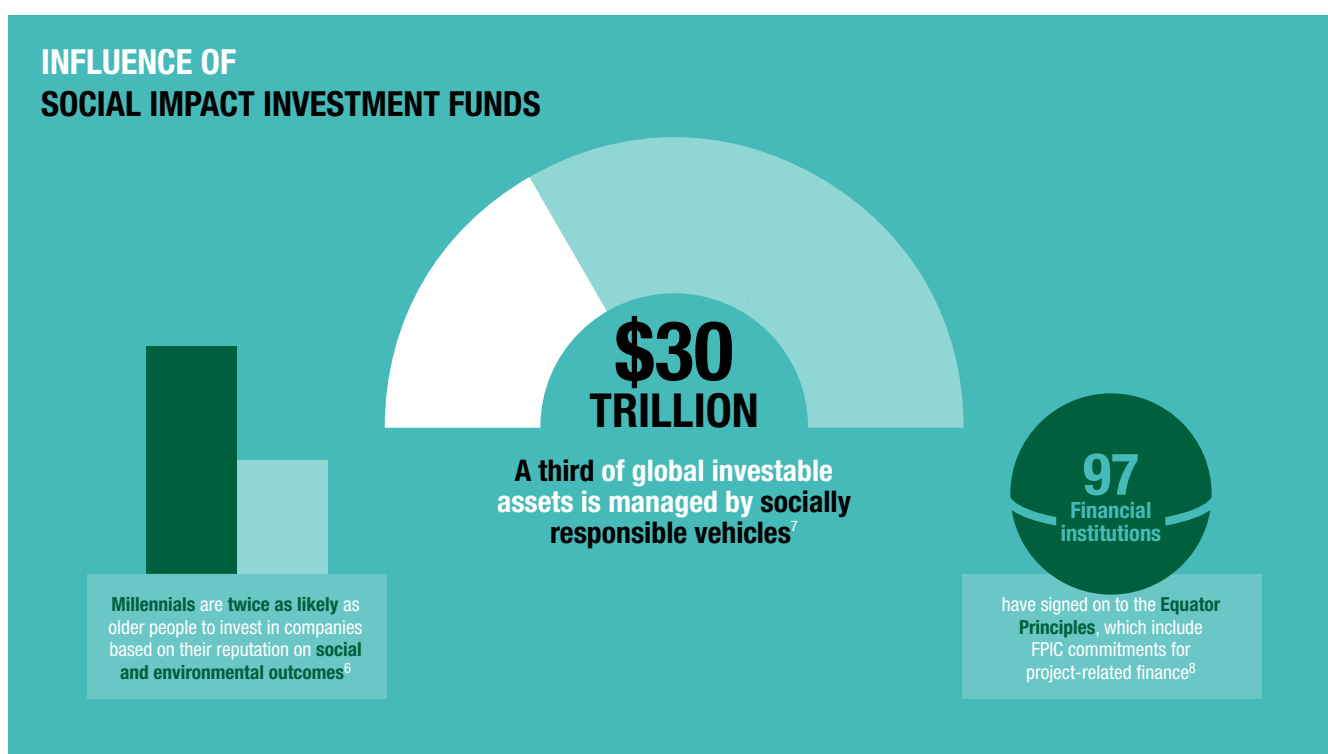 INFLUENCE OF
SOCIAL IMPACT INVESTMENT FUNDS
$30
TRILLION
A third of global investable
assets is managed by socially
responsible vehicles7
Millennials are twice as likely as
older people to invest in companies
based on their reputation on social
and environmental outcomes6
97
Financial
institutions
have signed on to the Equator
Principles, which include
FPIC commitments for
project-related finance8